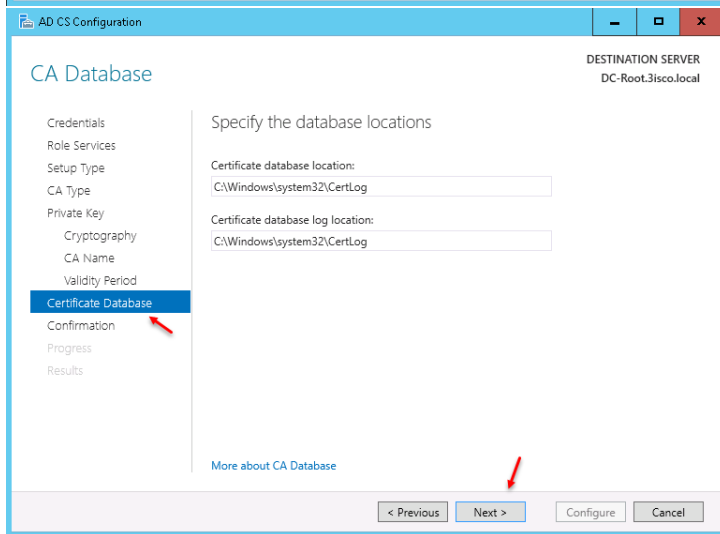 AD CS Configuration
CA Database
DESTINATION SERVER
DC-Root.3isco.local
Credentials
Role Services
Setup Type
CA Type
Private Key
Cryptography
CA Name
Validity Period
Certificate Database
Confirmation
Progress
Results
Specify the database locations
Certificate database location:
C:\Windows\system32\CertLog
Certificate database log location:
C:\Windows\system32\CertLog
More about CA Database
< Previous
Next >
Configure
Cancel